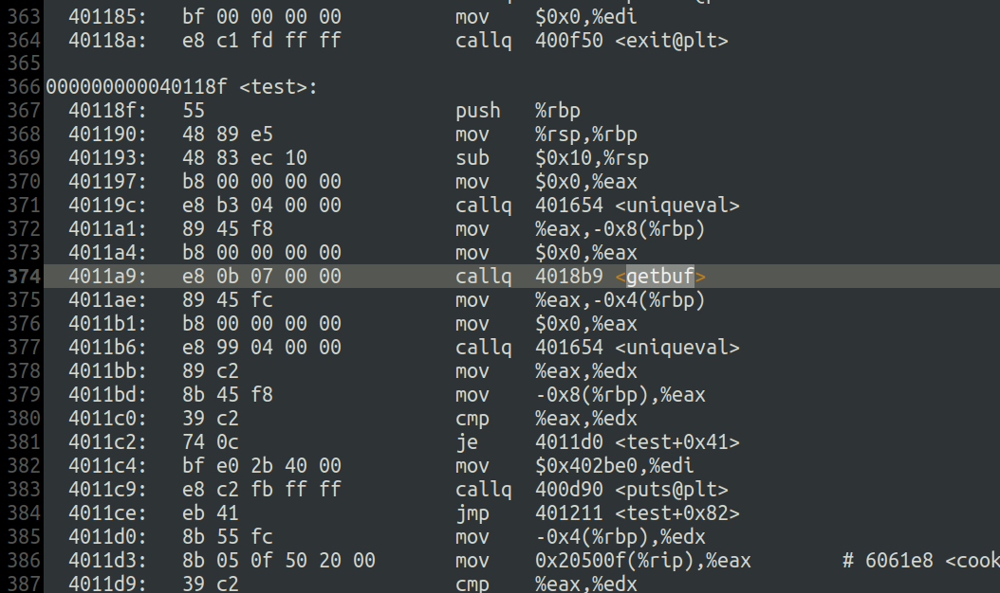 363 401185: bf 00 00 00 00 mov $0x0,%edi
364 40118a: e8 c1 fd ff ff callq 400f50 <exit@plt>
365
366 000000000040118f <test>:
367 40118f: 55 push %rbp
368 401190: 48 89 e5 mov %rsp,%rbp
369 401193: 48 83 ec 10 sub $0x10,%rsp
370 401197: b8 00 00 00 00 mov $0x0,%eax
371 40119c: e8 b3 04 00 00 callq 401654 <uniqueval>
372 4011a1: 89 45 f8 mov %eax,-0x8(%rbp)
373 4011a4: b8 00 00 00 00 mov $0x0,%eax
374 4011a9: e8 0b 07 00 00 callq 4018b9 <getbuf>
375 4011ae: 89 45 fc mov %eax,-0x4(%rbp)
376 4011b1: b8 00 00 00 00 mov $0x0,%eax
377 4011b6: e8 99 04 00 00 callq 401654 <uniqueval>
378 4011bb: 89 c2 mov %eax,%edx
379 4011bd: 8b 45 f8 mov -0x8(%rbp),%eax
380 4011c0: 39 c2 cmp %eax,%edx
381 4011c2: 74 0c je 4011d0 <test+0x41>
382 4011c4: bf e0 2b 40 00 mov $0x402be0,%edi
383 4011c9: e8 c2 fb ff ff callq 400d90 <puts@plt>
384 4011ce: eb 41 jmp 401211 <test+0x82>
385 4011d0: 8b 55 fc mov -0x4(%rbp),%edx
386 4011d3: 8b 05 0f 50 20 00 mov 0x20500f(%rip),%eax # 6061e8 <cook
387 4011d9: 39 c2 cmp %eax,%edx